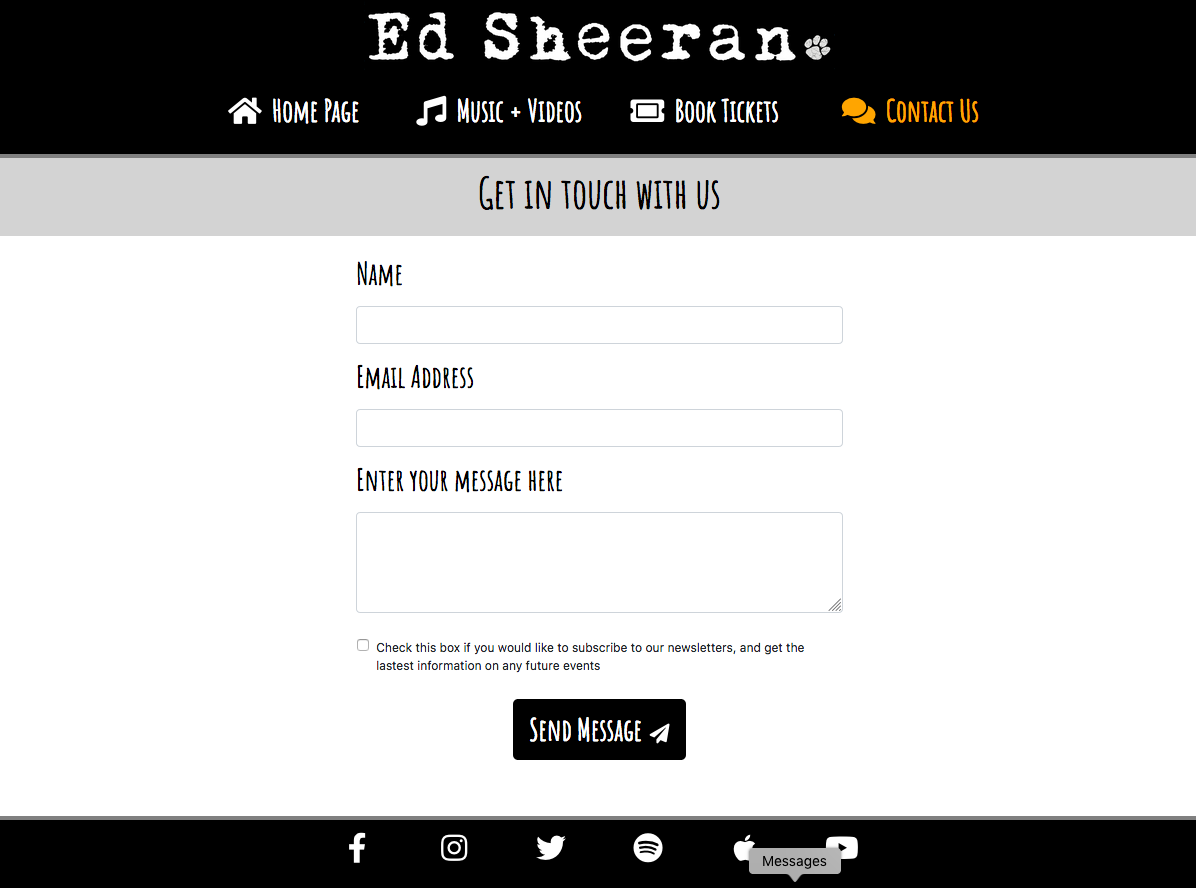 Ed Sheeran
Home Page Music + Videos Book Tickets Contact Us
Get in touch with us
Name
Email Address
Enter your message here
Check this box if you would like to subscribe to our newsletters, and get the
lastest information on any future events
Send Message
Messages